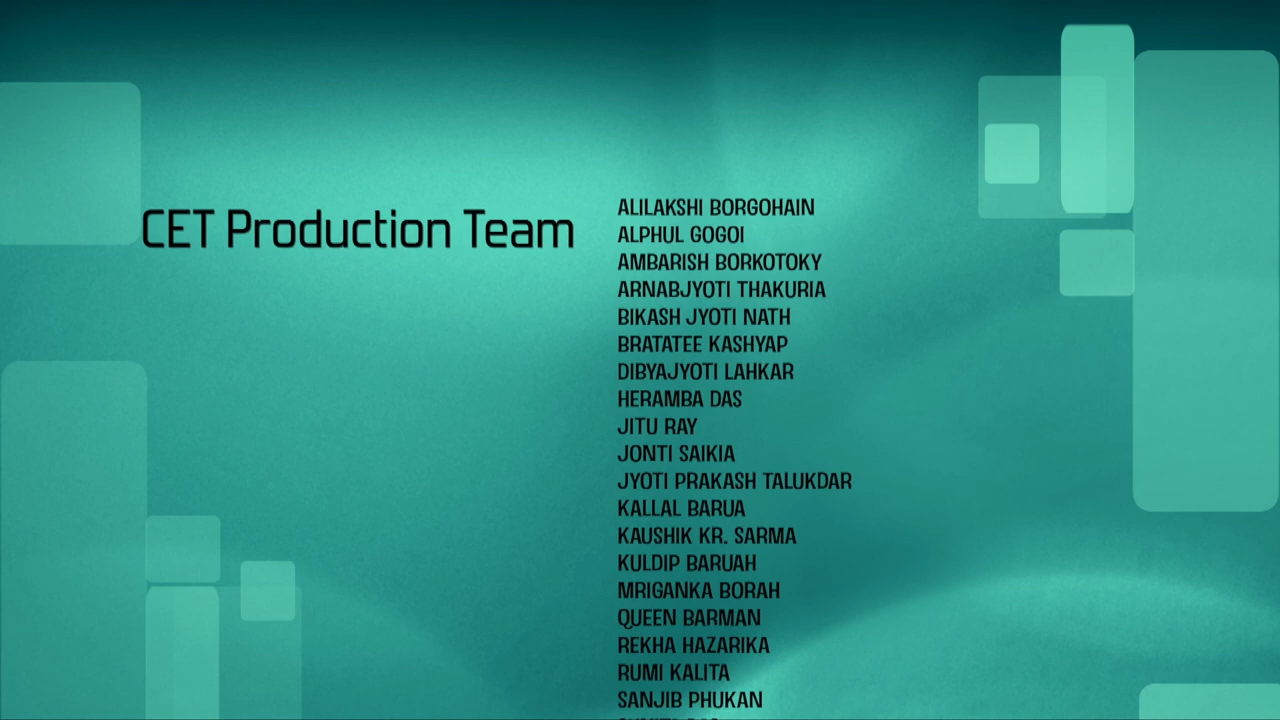 CET Production Team
ALILAKSHI BORGOHAIN
ALPHUL GOGOI
AMBARISH BORKOTOKY
ARNABJYOTI THAKURIA
BIKASH JYOTI NATH
BRATATEE KASHYAP
DIBYAJYOTI LAHKAR
HERAMBA DAS
JITU RAY
JONTI SAIKIA
JYOTI PRAKASH TALUKDAR
KALLAL BARUA
KAUSHIK KR. SARMA
KULDIP BARUAH
MRIGANKA BORAH
QUEEN BARMAN
REKHA HAZARIKA
RUMI KALITA
SANJIB PHUKAN